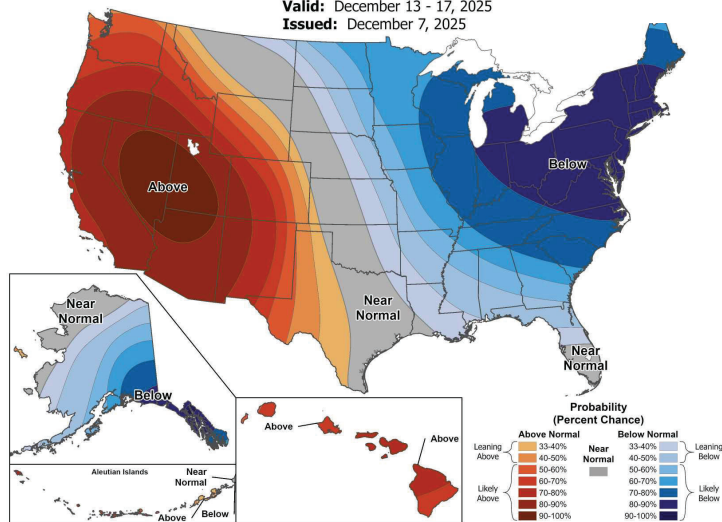 Valid: December 13 - 17, 2025
Issued: December 7, 2025
Above
Below
Near
Normal
Near
Normal
Near
Normal
Below
Aleutian Islands
Near
Normal
Above
Below
Above
Above
Probability
(Percent Chance)
Above Normal
Below Normal
Leaning
Above
33-40%
40-50%
Near
Normal
33-40%
40-50%
Leaning
Below
Likely
Above
50-60%
60-70%
70-80%
80-90%
90-100%
50-60%
60-70%
70-80%
80-90%
90-100%
Likely
Below